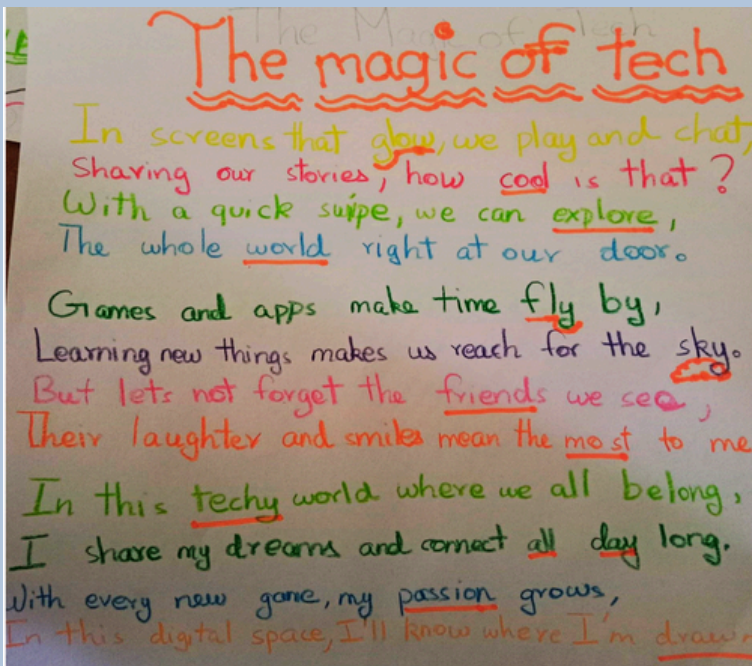 The Magic of Tech
The magic of tech
In screens that glow, we play and chat,
Sharing our stories, how cool is that?
With a quick swipe, we can explore,
The whole world right at our door.
Games and apps make time fly by,
Learning new things makes us reach for the sky.
But lets not forget the friends we see,
Their laughter and smiles mean the most to me
In this techy world where we all belong,
I share my dreams and connect all day long.
With every new game, my passion grows,
In this digital space, I'll know where I'm drawn